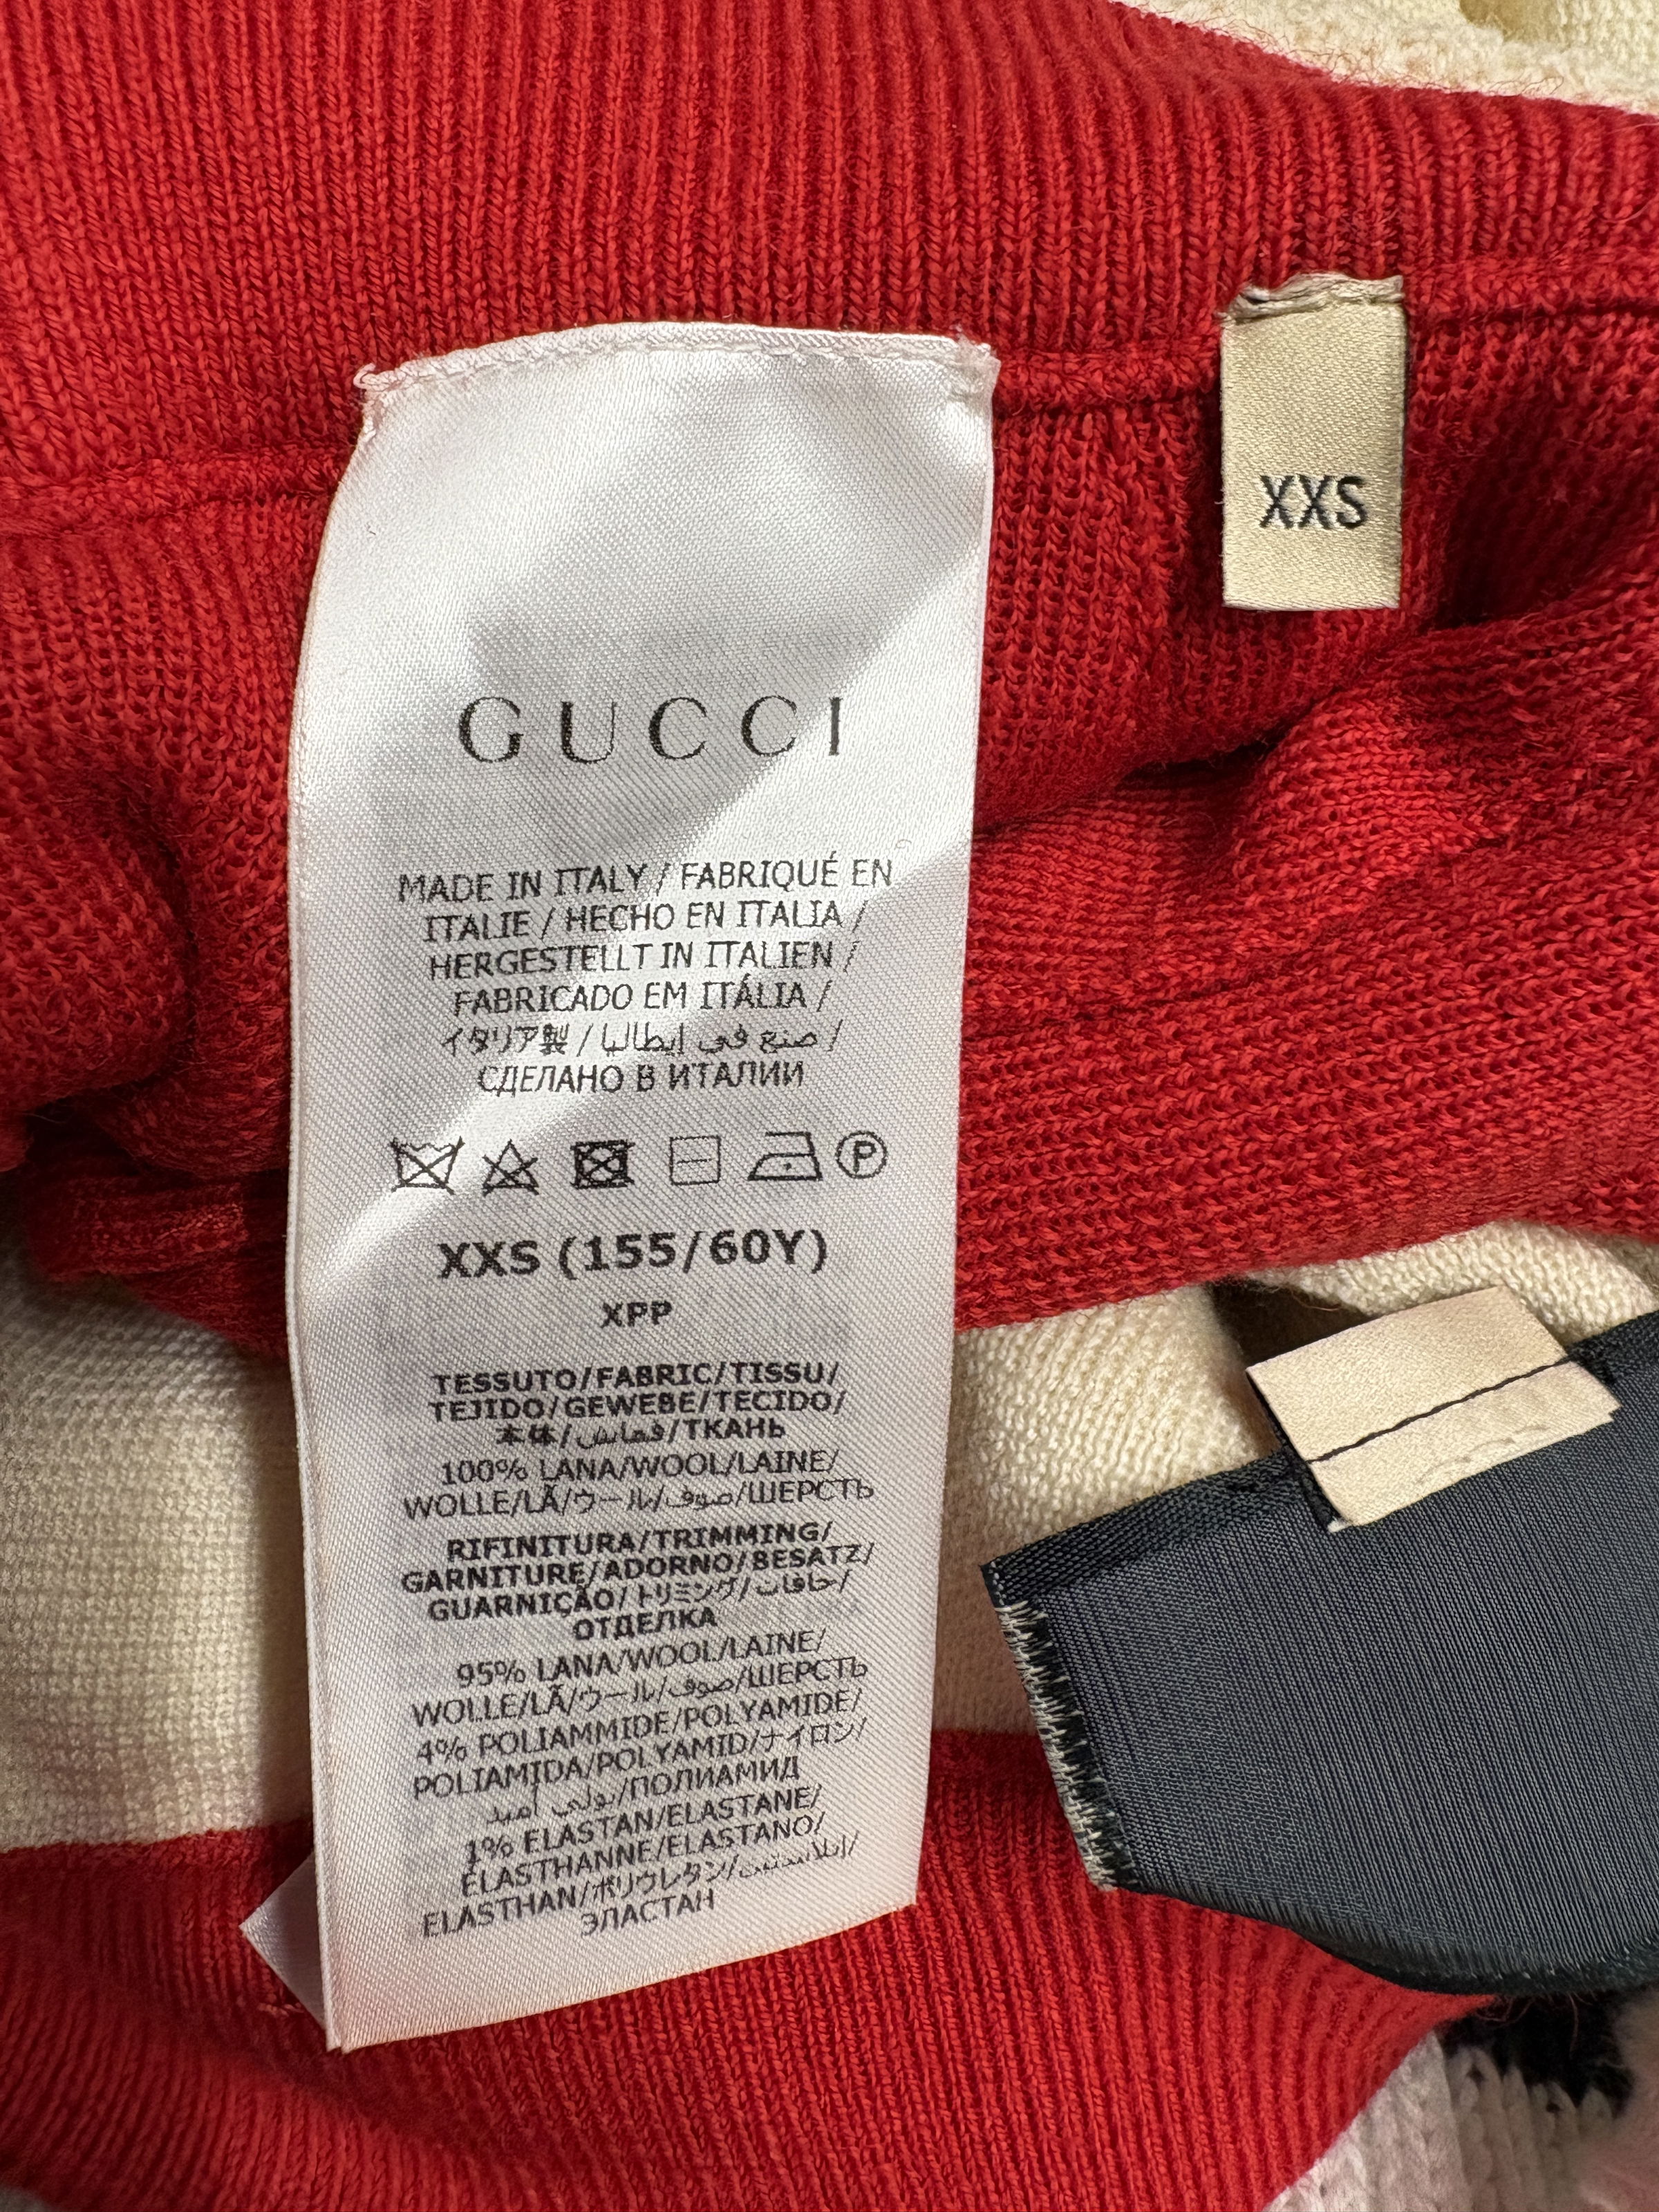 XXS
GUCCI
MADE IN ITALY / FABRIQUÉ EN
ITALIE / HECHO EN ITALIA /
HERGESTELLT IN ITALIEN /
FABRICADO EM ITÁLIA /
イタリア製 / صنع في إيطاليا /
СДЕЛАНО В ИТАЛИИ
P
XXS (155/60Y)
XPP
TESSUTO/FABRIC/TISSU/
TEJIDO/GEWEBE/TECIDO/
本体/قماش/ТКАНЬ
100% LANA/WOOL/LAINE/
WOLLE/LÃ/ウール/صوف/ШЕРСТЬ
RIFINITURA/TRIMMING/
GARNITURE/ADORNO/BESATZ/
GUARNIÇÃO/トリミング/حافات/
ОТДЕЛКА
95% LANA/WOOL/LAINE/
WOLLE/LÃ/ウール/صوف/ШЕРСТЬ
4% POLIAMMIDE/POLYAMIDE/
POLIAMIDA/POLYAMID/ナイロン/
بولي أميد/ПОЛИАМИД
1% ELASTAN/ELASTANE/
ÉLASTHANNE/ELASTANO/
ELASTHAN/ポリウレタン/إيلاستين/
ЭЛАСТАН